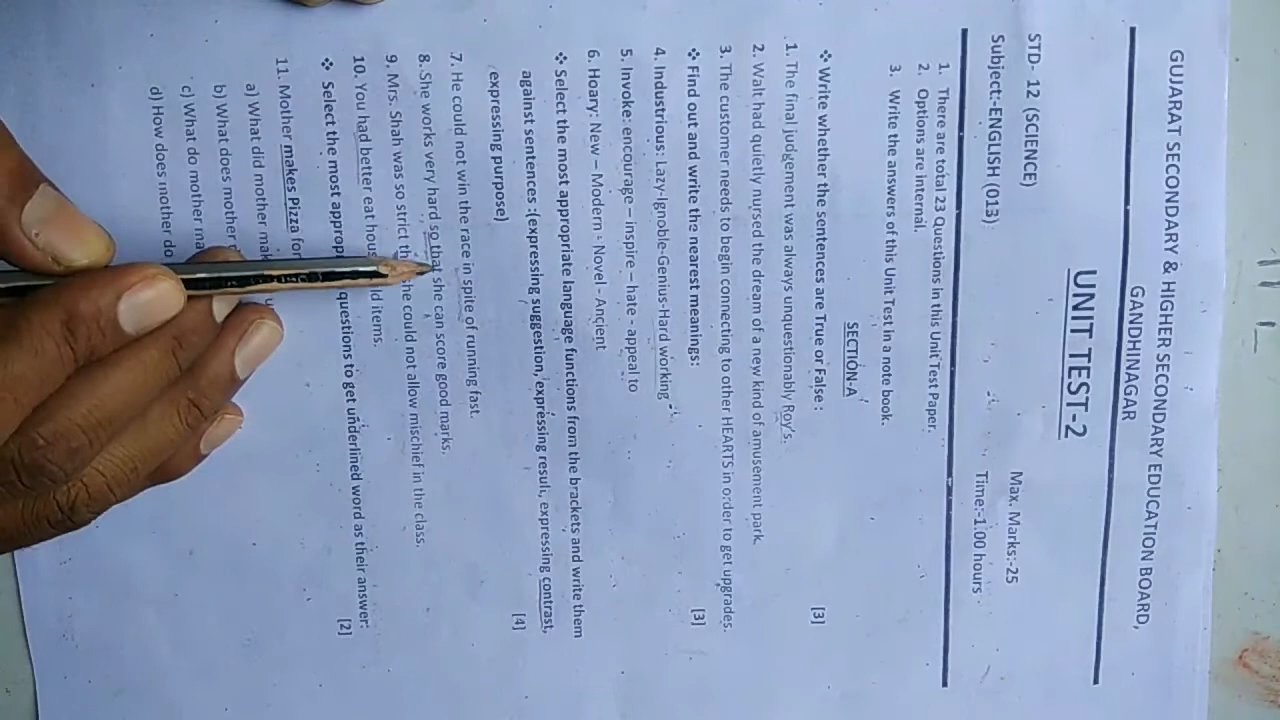 GUJARAT SECONDARY & HIGHER SECONDARY EDUCATION BOARD,
GANDHINAGAR
UNIT TEST-2
STD- 12 (SCIENCE) Max. Marks:-25
Subject:-ENGLISH (013) Time:-1.00 hours
1. There are total 23 Questions in this Unit Test Paper.
2. Options are internal.
3. Write the answers of this Unit Test in a note book.
SECTION-A
❖ Write whether the sentences are True or False : [3]
1. The final judgement was always unquestionably Roy's.
2. Walt had quietly nursed the dream of a new kind of amusement park.
3. The customer needs to begin connecting to other HEARTS in order to get upgrades.
❖ Find out and write the nearest meanings: [3]
4. Industrious: Lazy-Ignoble-Genius-Hard working
5. Invoke: encourage – inspire – hate - appeal to
6. Hoary: New – Modern - Novel - Ancient
❖ Select the most appropriate language functions from the brackets and write them
against sentences :(expressing suggestion, expressing result, expressing contrast,
expressing purpose) [4]
7. He could not win the race in spite of running fast.
8. She works very hard so that she can score good marks.
9. Mrs. Shah was so strict th he could not allow mischief in the class.
10. You had better eat hous ld items.
❖ Select the most approp questions to get underlined word as their answer: [2]
11. Mother makes Pizza for
a) What did mother mak
b) What does mother
c) What do mother ma
d) How does mother do